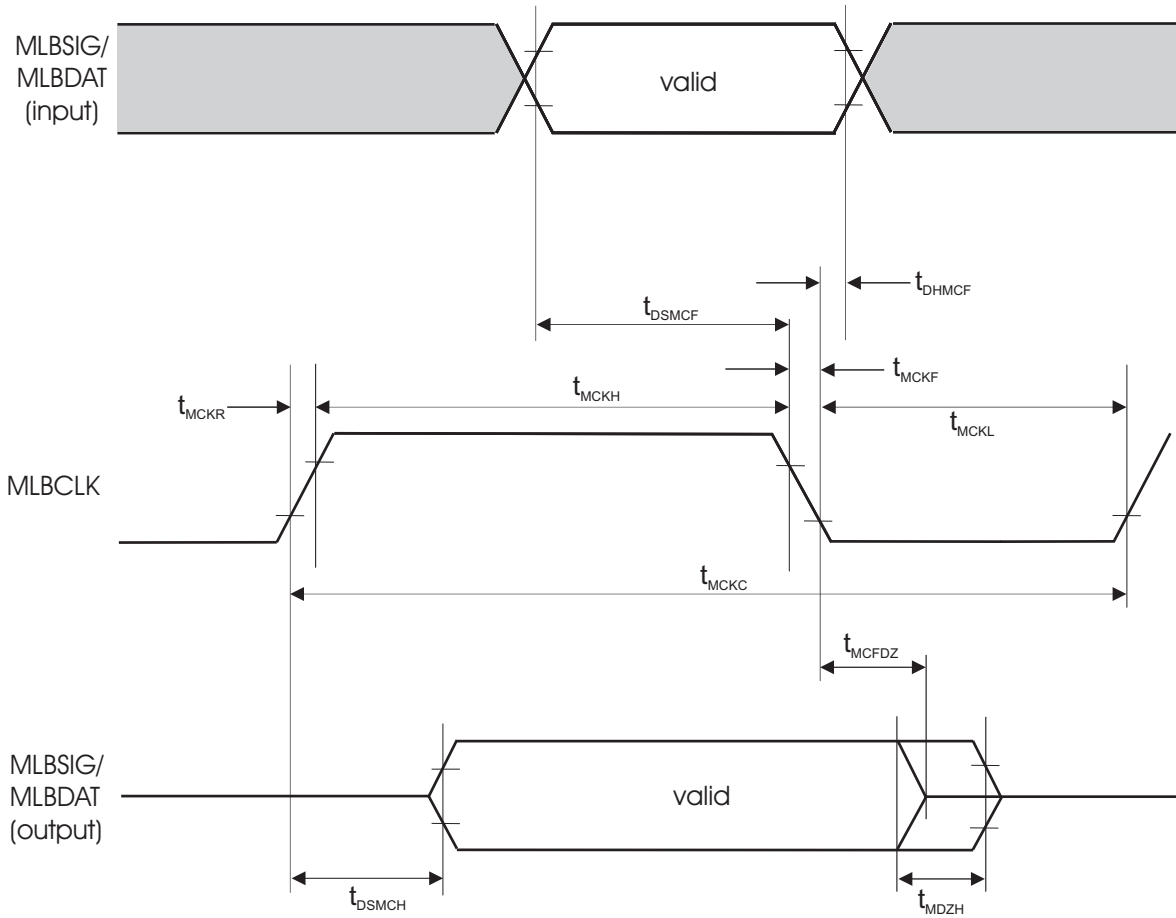 MLBSIG/
MLBDAT
(input)
valid
tDHMCF
tDSMCF
tMCKF
tMCKR
tMCKH
tMCKL
MLBCLK
tMCKC
tMCFDZ
MLBSIG/
MLBDAT
(output)
valid
tDSMCH
tMDZH